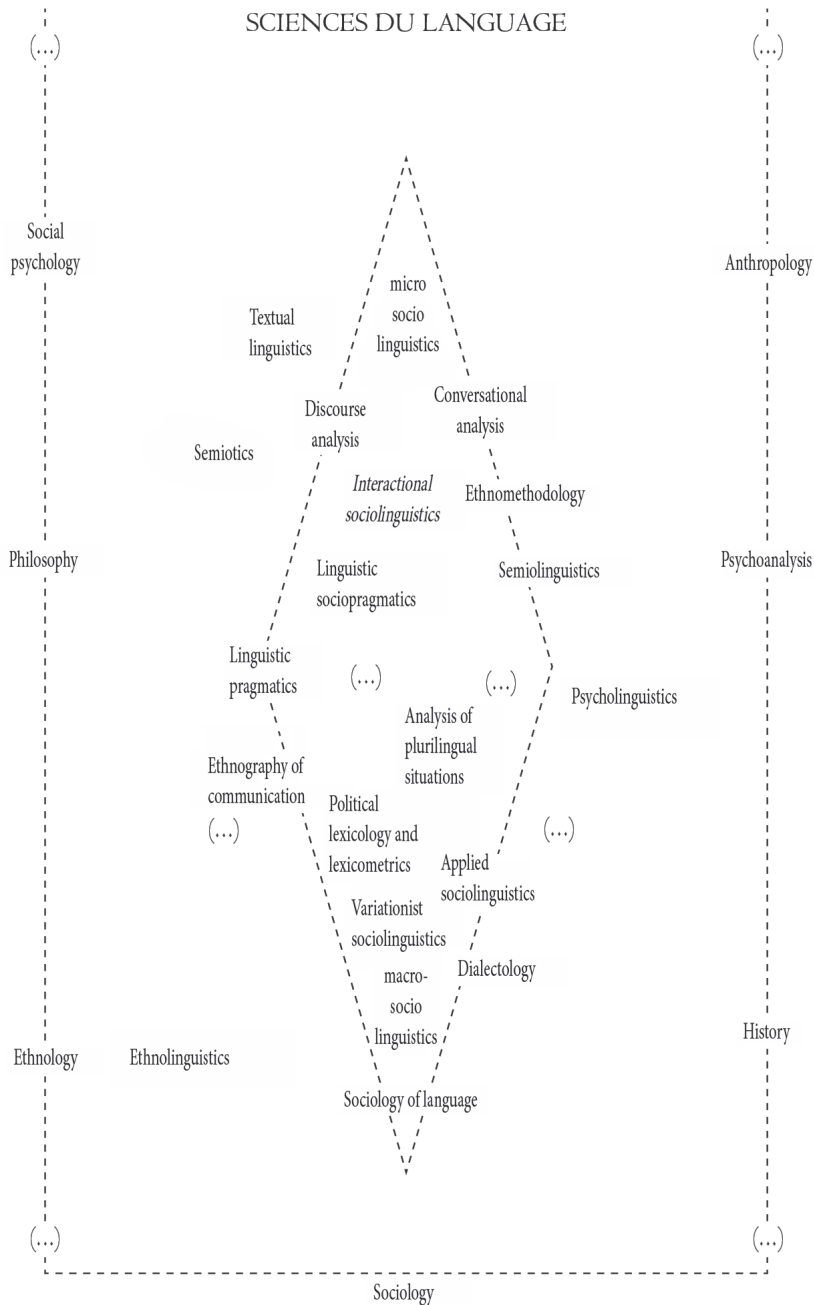 SCIENCES DU LANGUAGE
(…)
(…)
Social
psychology
Anthropology
micro
socio
linguistics
Textual
linguistics
Conversational
analysis
Discourse
analysis
Semiotics
Interactional
sociolinguistics
Ethnomethodology
Philosophy
Psychoanalysis
Linguistic
sociopragmatics
Semiolinguistics
Linguistic
pragmatics
(…)
(…)
Psycholinguistics
Analysis of
plurilingual
situations
Ethnography of
communication
(…)
Political
lexicology and
lexicometrics
(…)
Applied
sociolinguistics
Variationist
sociolinguistics
Dialectology
macro-
socio
linguistics
History
Ethnology
Ethnolinguistics
Sociology of language
(…)
(…)
Sociology